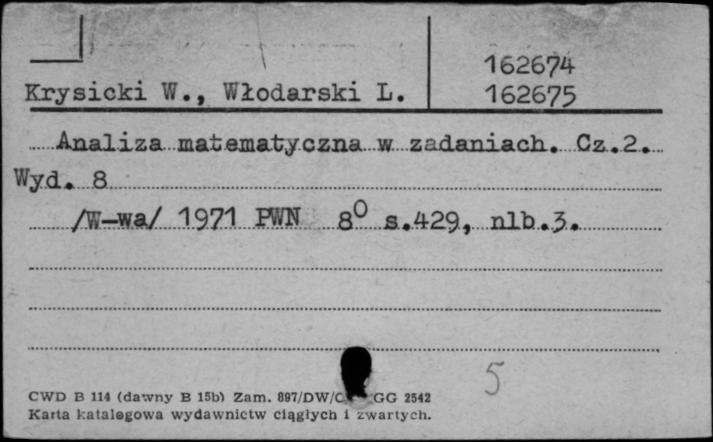 162674
Krysicki W., Włodarski L. 162675
Analiza matematyczna w zadaniach. Cz.2.
Wyd. 8
/W-wa/ 1971 PWN 8⁰ s.429, nlb.3.
5
CWD B 114 (dawny B 15b) Zam. 897/DW/ GG 2542
Karta katalogowa wydawnictw ciągłych i zwartych.